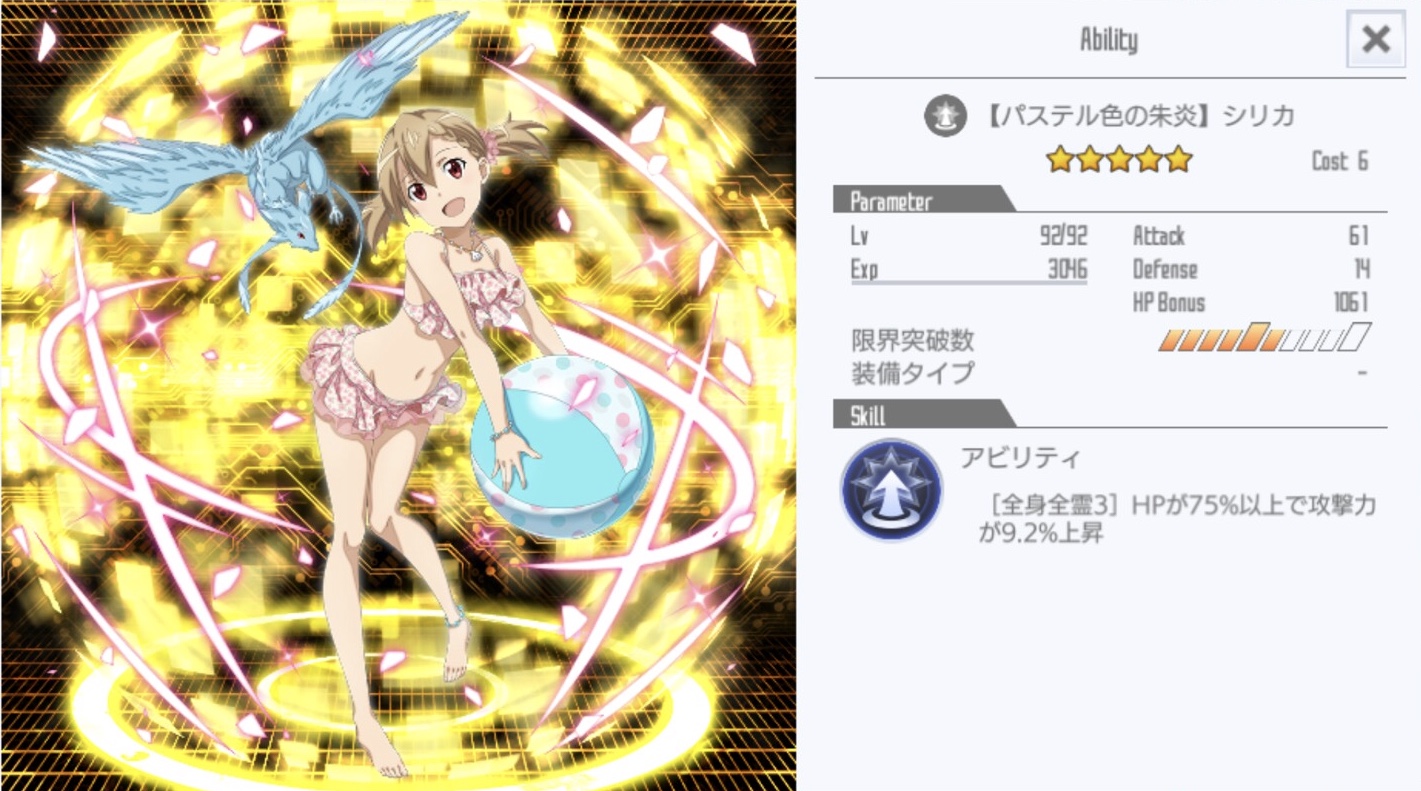 Ability
【パステル色の朱炎】シリカ
Cost 6
Parameter
Lv 92/92 Attack 61
Exp 3046 Defense 14
HP Bonus 1061
限界突破数
装備タイプ -
Skill
アビリティ
［全身全霊3］HPが75%以上で攻撃力
が9.2%上昇